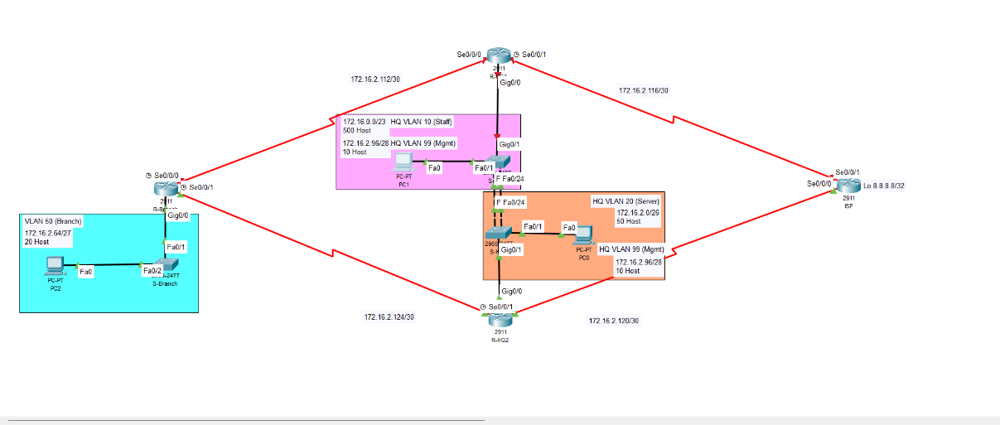 Se0/0/0
Se0/0/1
2911
Gig0/0
172.16.2.112/30
172.16.2.116/30
172.16.0.0/23 HQ VLAN 10 (Staff)
500 Host
172.16.2.96/28 HQ VLAN 99 (Mgmt)
10 Host
Gig0/1
Fa0
Fa0/1
PC-PT
PC1
F Fa0/24
Se0/0/0
Se0/0/1
2911
Gig0/0
Se0/0/1
Se0/0/0
Lo 8.8.8.8/32
2911
ISP
F Fa0/24
HQ VLAN 20 (Server)
172.16.2.0/26
50 Host
Fa0/1
Fa0
Gig0/1
PC-PT
PC0
HQ VLAN 99 (Mgmt)
172.16.2.96/28
10 Host
VLAN 50 (Branch)
172.16.2.64/27
20 Host
Fa0/1
Fa0
Fa0/2
PC-PT
PC2
S-Branch
Gig0/0
Se0/0/1
2911
R-HQ2
172.16.2.124/30
172.16.2.120/30